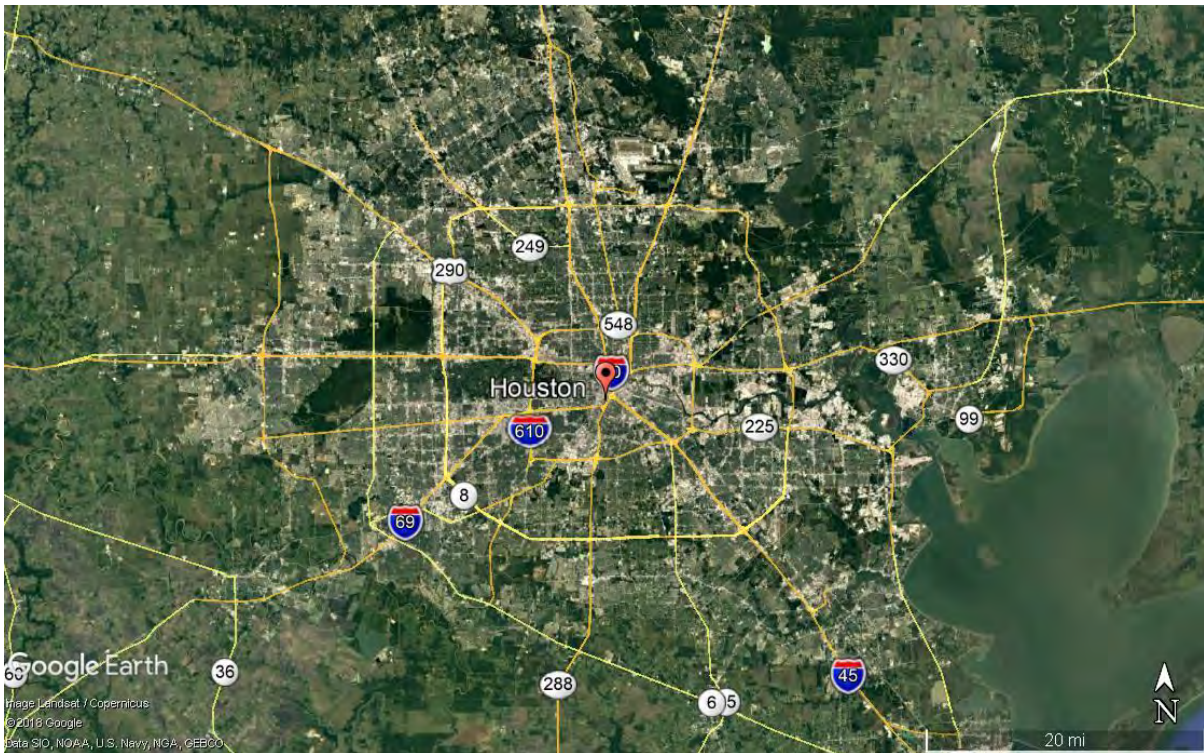 249
290
548
330
Houston
99
610
225
8
69
Google Earth
36
288
45
6
Image Landsat / Copernicus
©2018 Google
N
Data SIO, NOAA, U.S. Navy, NGA, GEBCO
20 mi